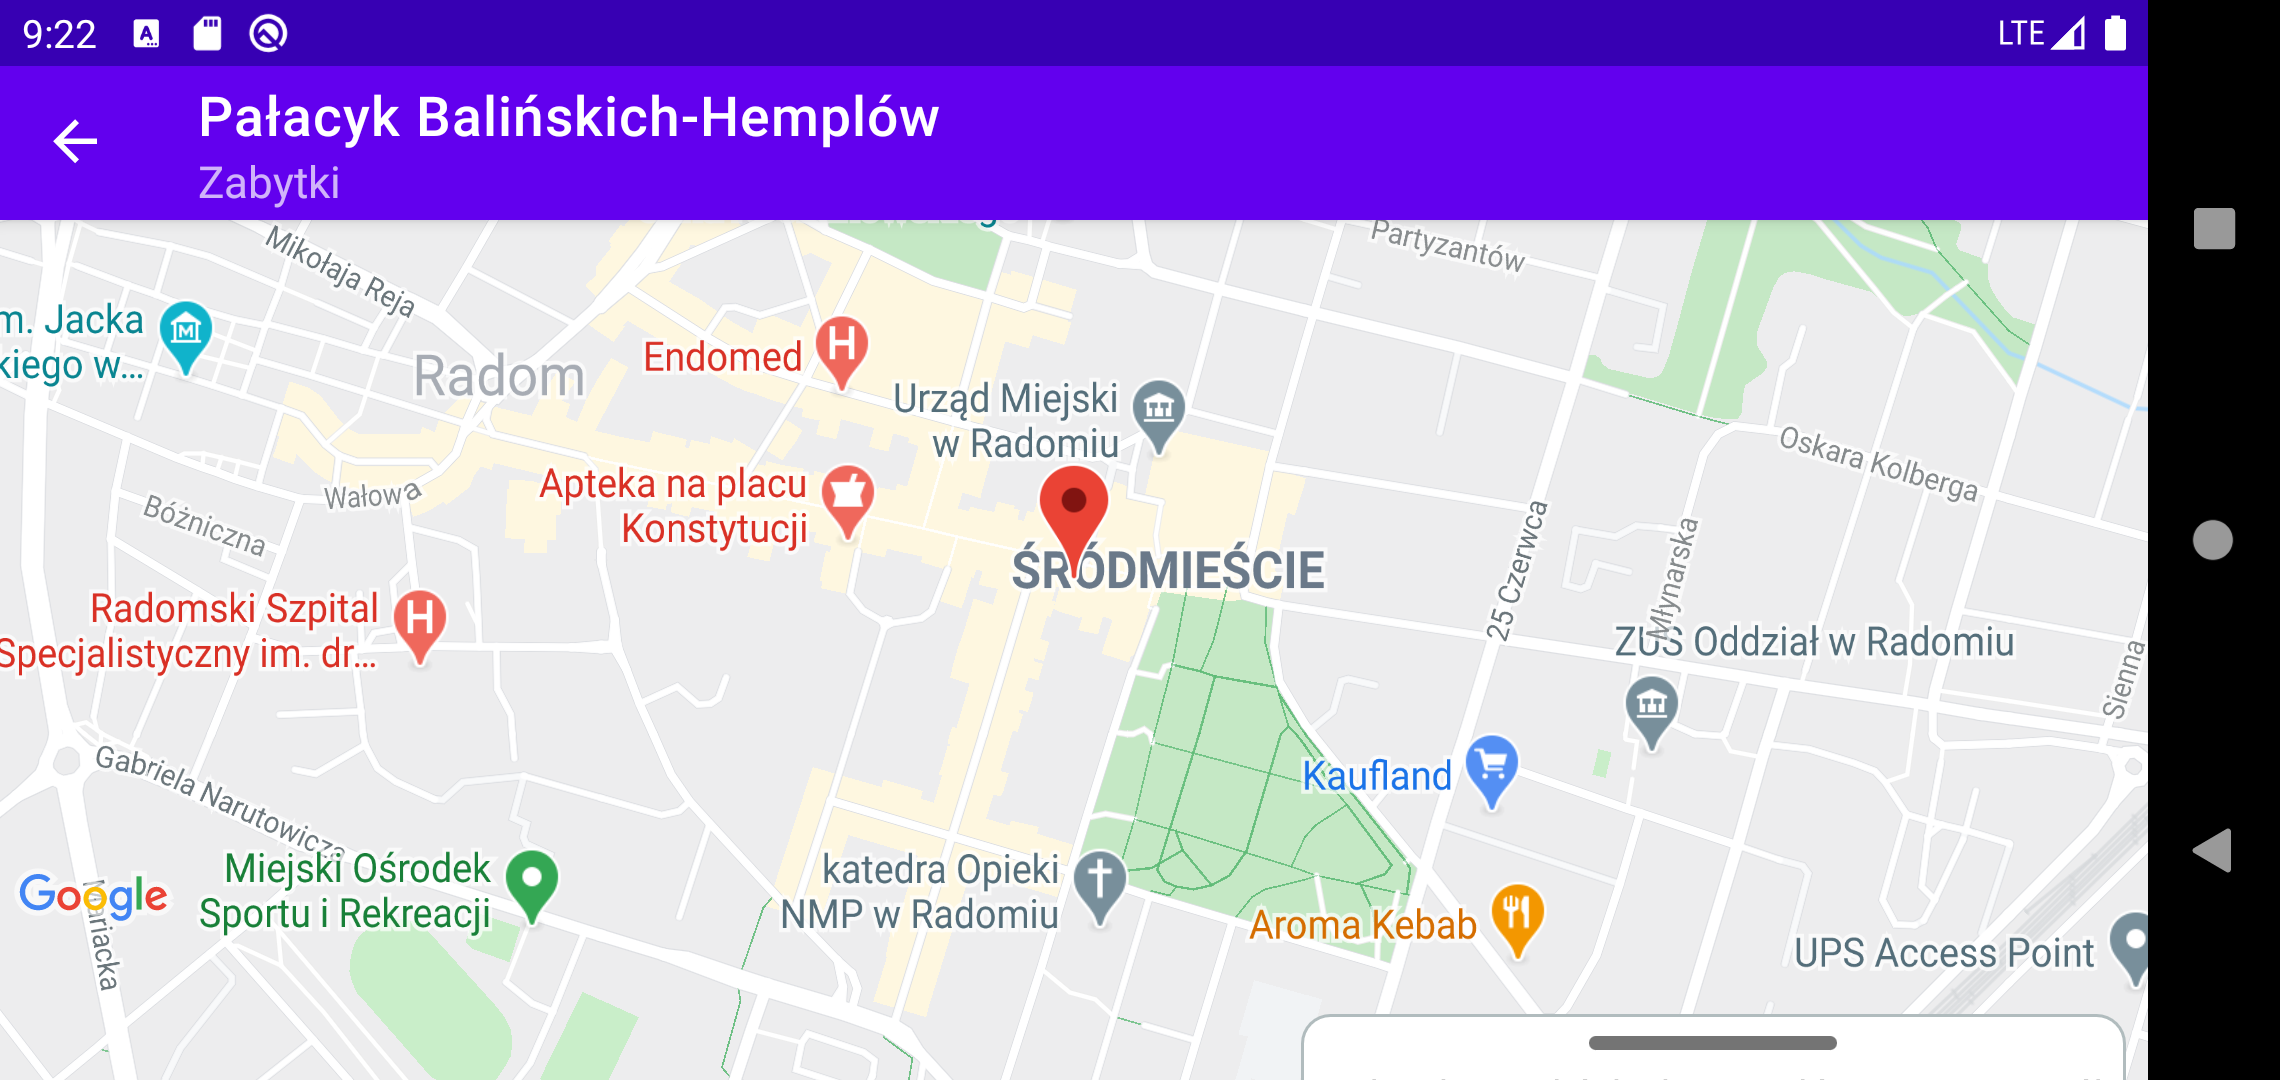 9:22
LTE
Pałacyk Balińskich-Hemplów
Zabytki
Mikołaja Reja
Partyzantów
m. Jacka
kiego w...
Endomed
Radom
Urząd Miejski
w Radomiu
Oskara Kolberga
Wałowa
Apteka na placu
Konstytucji
Bóżniczna
ŚRÓDMIEŚCIE
25 Czerwca
Młynarska
Radomski Szpital
Specjalistyczny im. dr...
ZUS Oddział w Radomiu
Sienna
Gabriela Narutowicza
Kaufland
Miejski Ośrodek
Sportu i Rekreacji
katedra Opieki
NMP w Radomiu
Google
Mariacka
Aroma Kebab
UPS Access Point